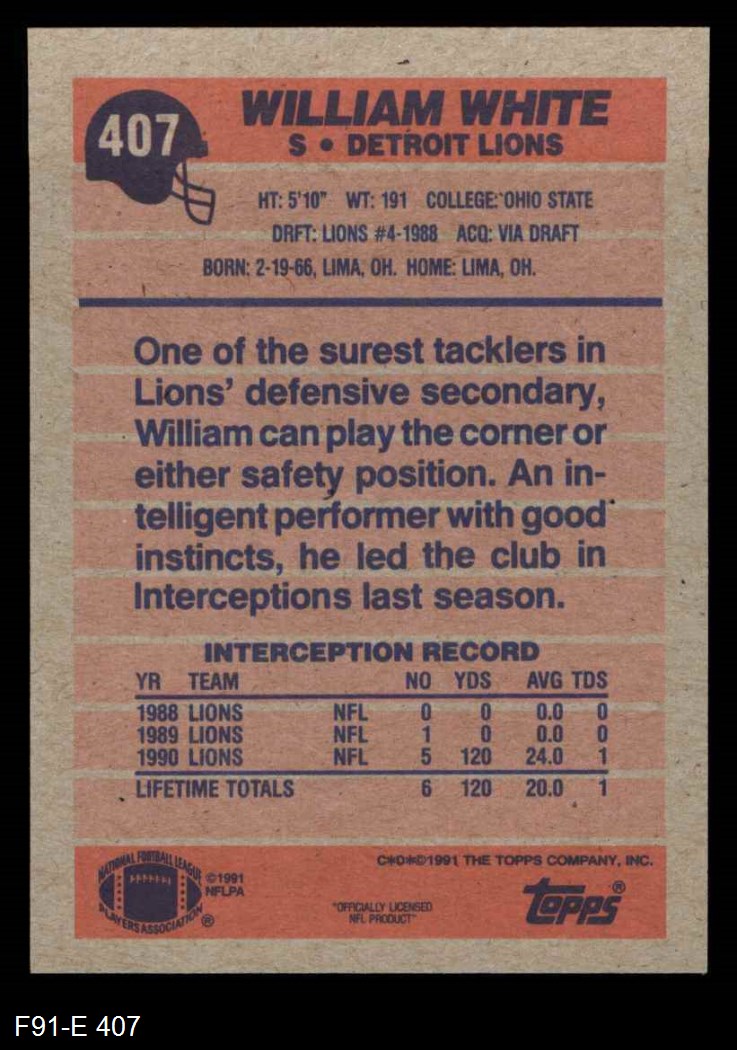 407
WILLIAM WHITE
S • DETROIT LIONS
HT: 5'10" WT: 191 COLLEGE: OHIO STATE
DRFT: LIONS #4-1988 ACQ: VIA DRAFT
BORN: 2-19-66, LIMA, OH. HOME: LIMA, OH.
One of the surest tacklers in
Lions' defensive secondary,
William can play the corner or
either safety position. An in-
telligent performer with good
instincts, he led the club in
Interceptions last season.
INTERCEPTION RECORD
YR TEAM NO YDS AVG TDS
1988 LIONS NFL 0 0 0.0 0
1989 LIONS NFL 1 0 0.0 0
1990 LIONS NFL 5 120 24.0 1
LIFETIME TOTALS 6 120 20.0 1
NATIONAL FOOTBALL LEAGUE
PLAYERS ASSOCIATION ®
©1991
NFLPA
C*D*©1991 THE TOPPS COMPANY, INC.
"OFFICIALLY LICENSED
NFL PRODUCT"
topps®
F91-E 407